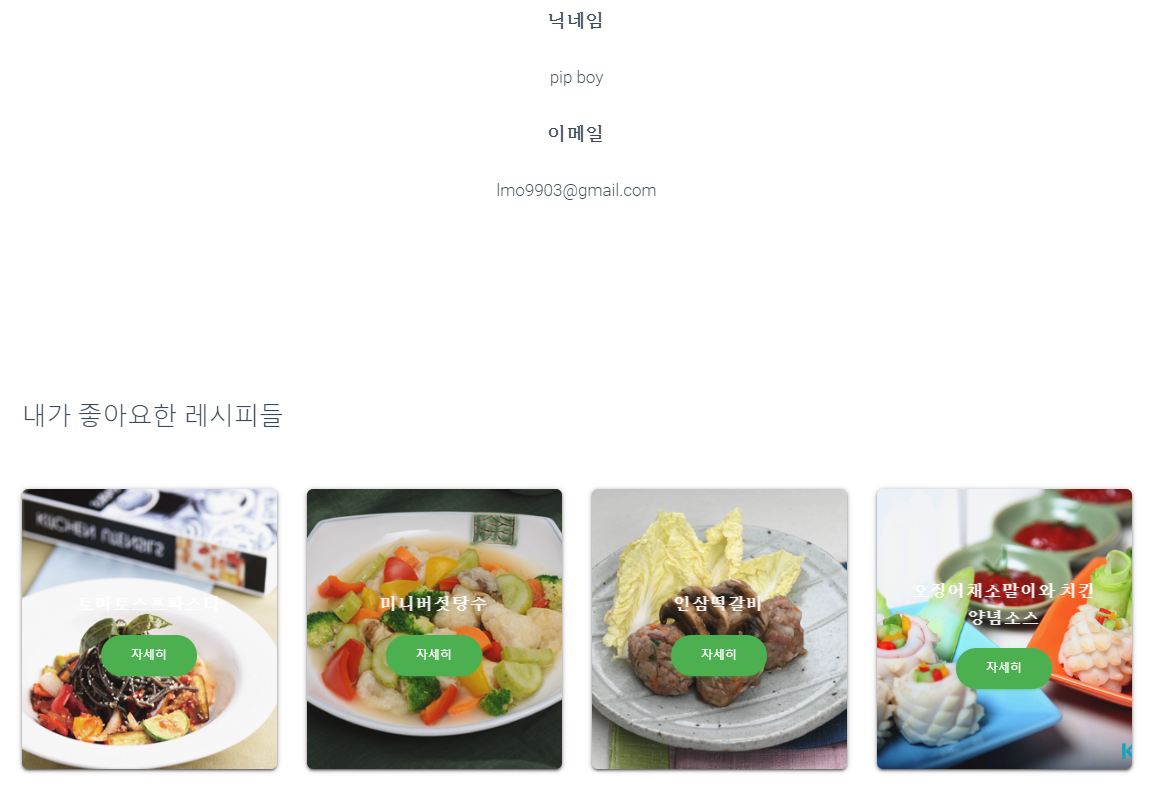 닉네임
pip boy
이메일
lmo9903@gmail.com
내가 좋아요한 레시피들
토마토스프파스타
자세히
미니버섯탕수
자세히
인삼떡갈비
자세히
오징어채소말이와 치킨
양념소스
자세히
K